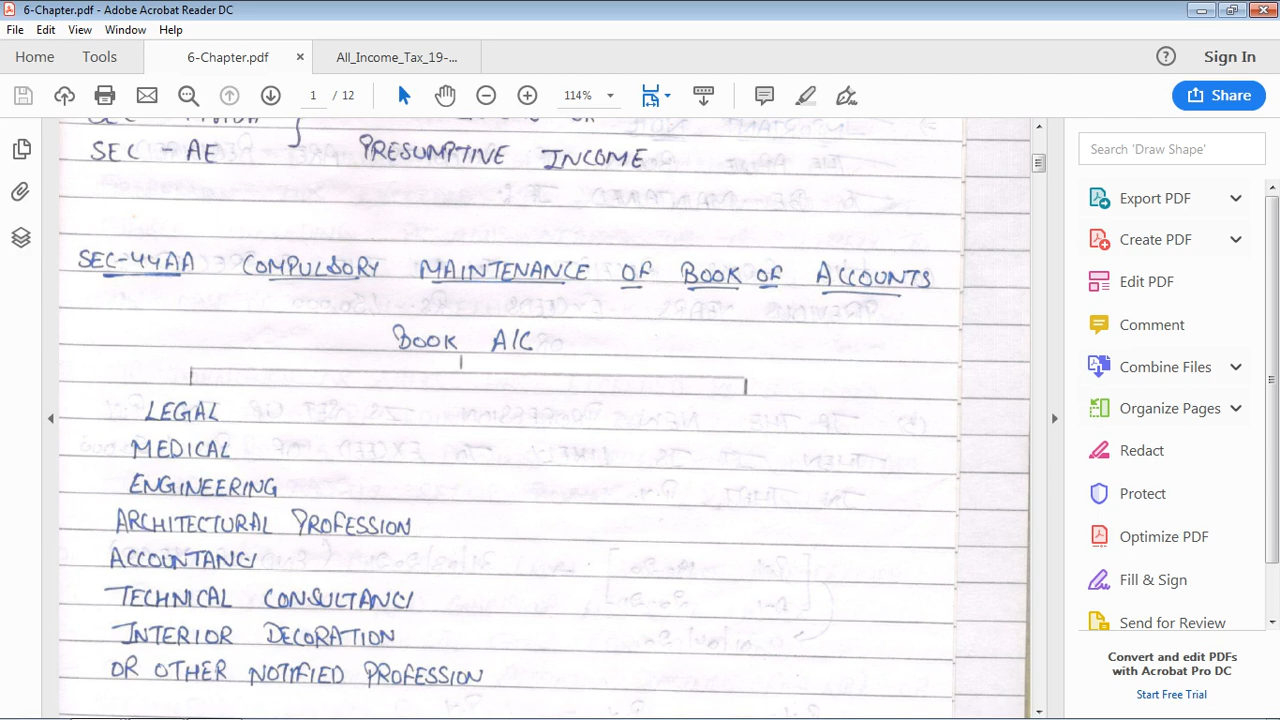 6-Chapter.pdf - Adobe Acrobat Reader DC
File Edit View Window Help
Home Tools 6-Chapter.pdf × All_Income_Tax_19-... Sign In
1 / 12 114% Share
SEC - AE PRESUMPTIVE INCOME
SEC-44AA COMPULSORY MAINTENANCE OF BOOK OF ACCOUNTS
BOOK A/C
LEGAL
MEDICAL
ENGINEERING
ARCHITECTURAL PROFESSION
ACCOUNTANCY
TECHNICAL CONSULTANCY
INTERIOR DECORATION
OR OTHER NOTIFIED PROFESSION
Search 'Draw Shape'
Export PDF
Create PDF
Edit PDF
Comment
Combine Files
Organize Pages
Redact
Protect
Optimize PDF
Fill & Sign
Send for Review
Convert and edit PDFs
with Acrobat Pro DC
Start Free Trial